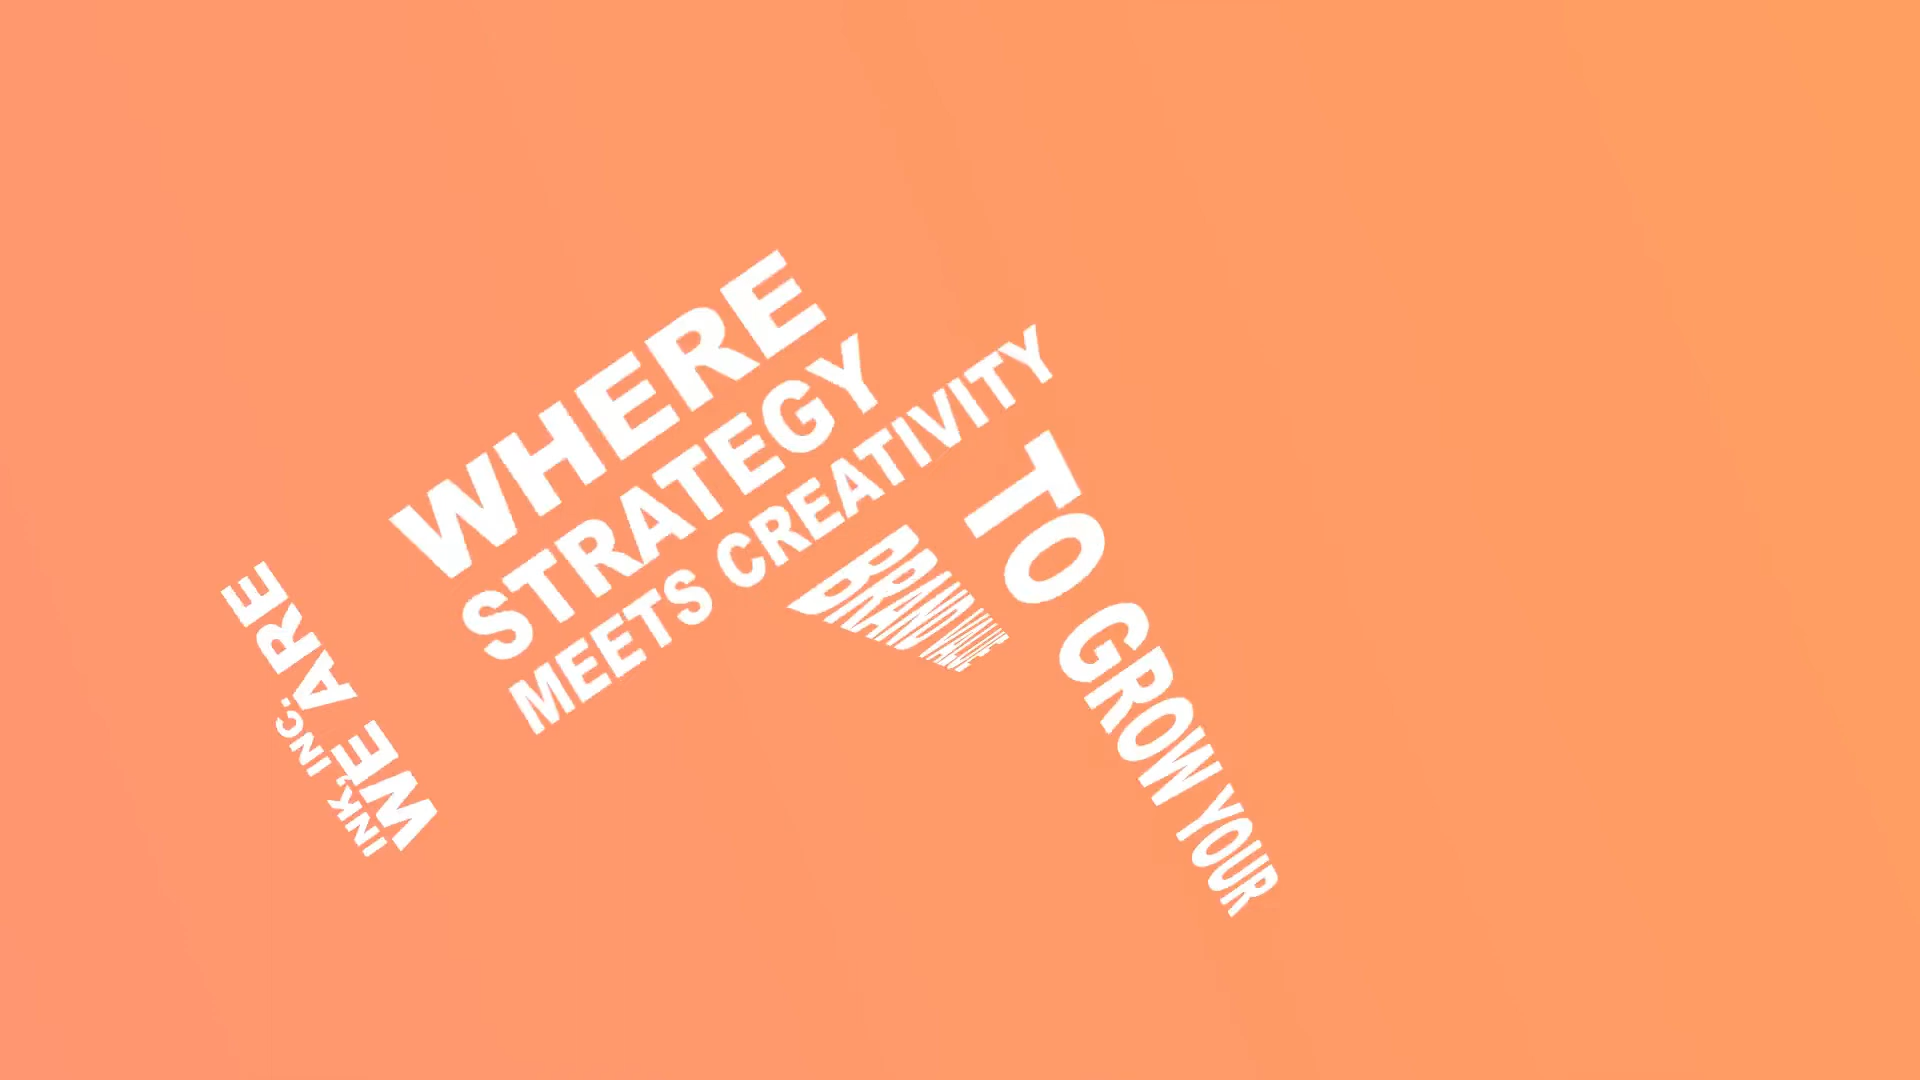 WE ARE
INK, INC.
WHERE
STRATEGY
MEETS CREATIVITY
TO GROW YOUR
BRAND VALUE